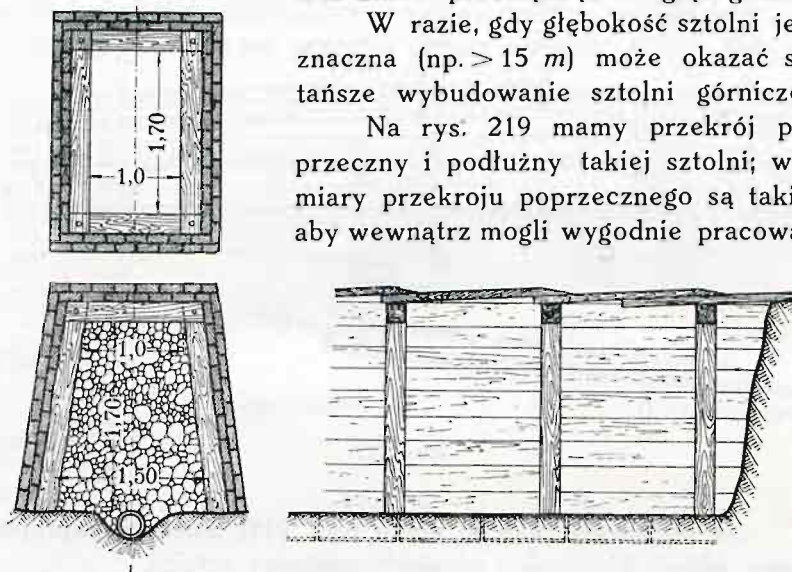 W razie, gdy głębokość sztolni je
znaczna (np. > 15 m) może okazać s
tańsze wybudowanie sztolni górnicze
Na rys. 219 mamy przekrój p
przeczny i podłużny takiej sztolni; w
miary przekroju poprzecznego są taki
aby wewnątrz mogli wygodnie pracowa
1,70
1,0
1,0
1,70
1,50